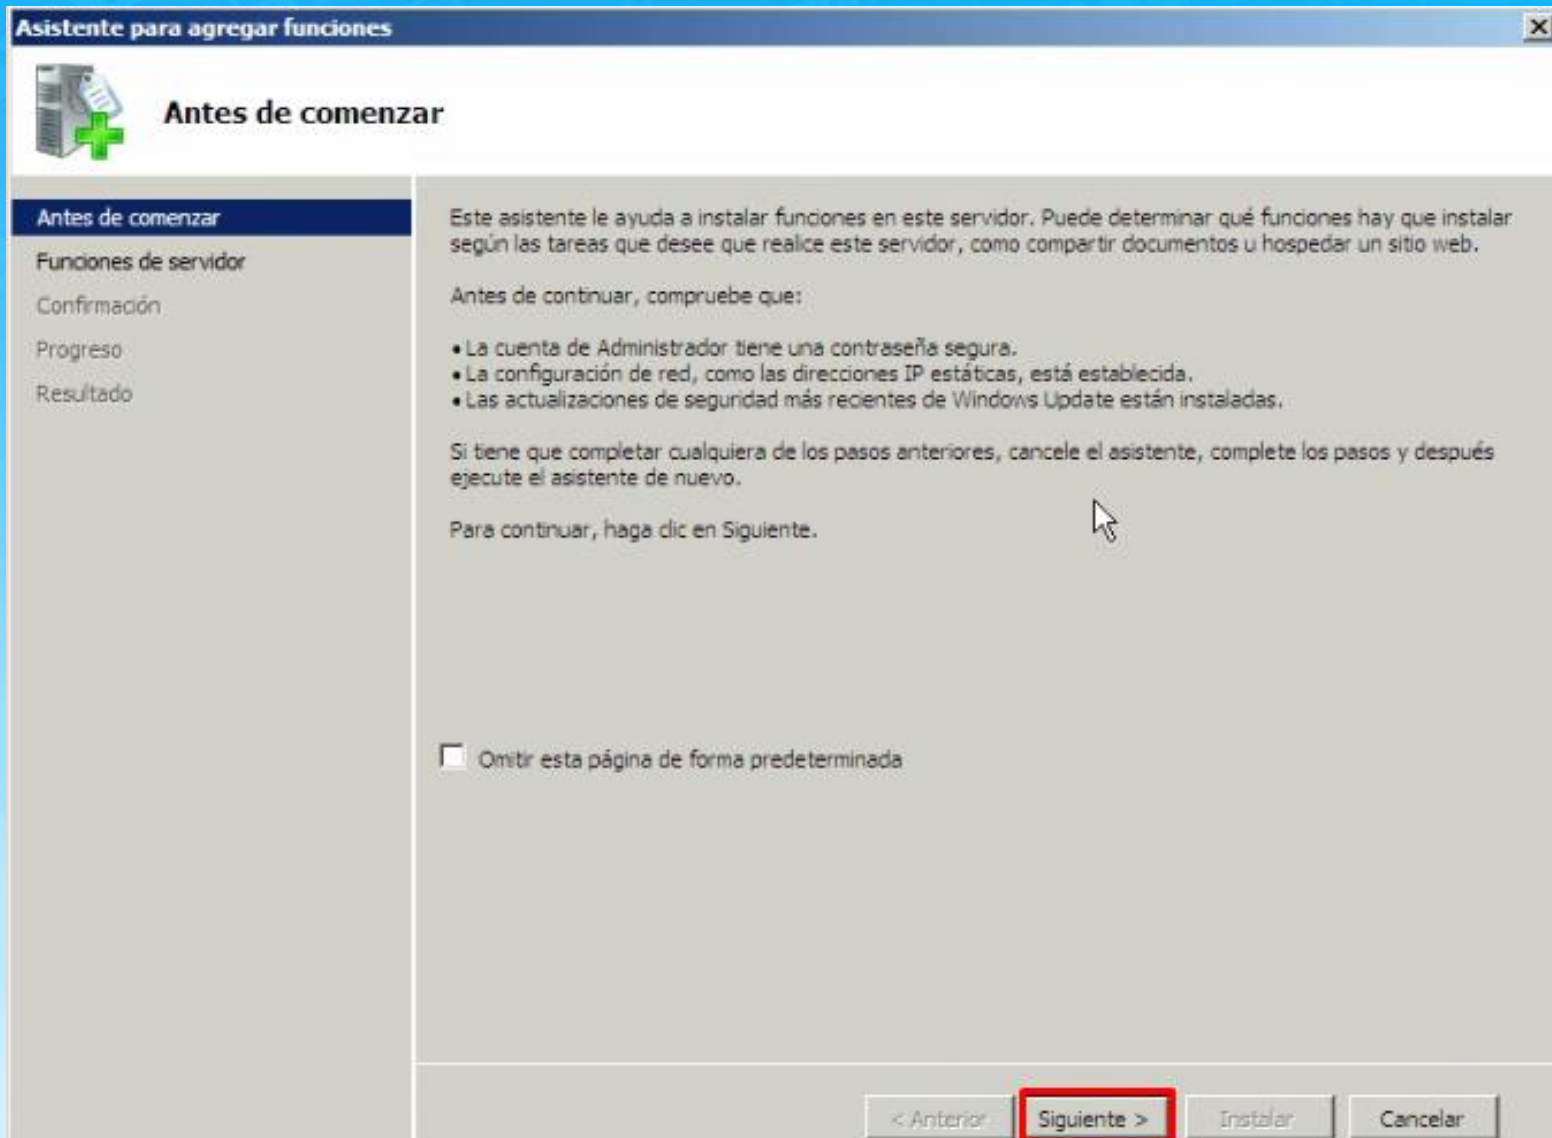 Asistente para agregar funciones
Antes de comenzar
Antes de comenzar
Funciones de servidor
Confirmación
Progreso
Resultado
Este asistente le ayuda a instalar funciones en este servidor. Puede determinar qué funciones hay que instalar
según las tareas que desee que realice este servidor, como compartir documentos u hospedar un sitio web.
Antes de continuar, compruebe que:
• La cuenta de Administrador tiene una contraseña segura.
• La configuración de red, como las direcciones IP estáticas, está establecida.
• Las actualizaciones de seguridad más recientes de Windows Update están instaladas.
Si tiene que completar cualquiera de los pasos anteriores, cancele el asistente, complete los pasos y después
ejecute el asistente de nuevo.
Para continuar, haga clic en Siguiente.
Omitir esta página de forma predeterminada
< Anterior
Siguiente >
Instalar
Cancelar